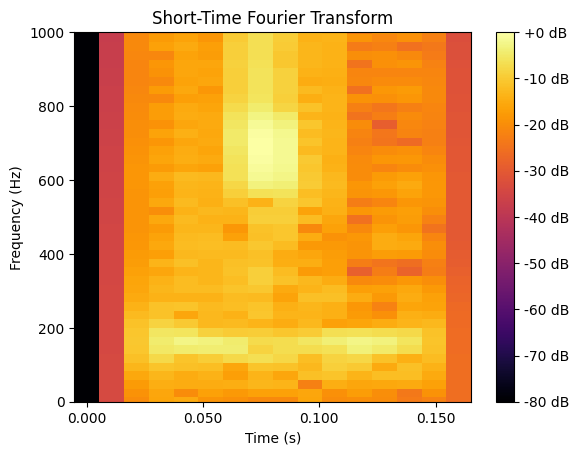 Short-Time Fourier Transform
1000
800
600
400
200
0
Frequency (Hz)
0.000
0.050
0.100
0.150
Time (s)
+0 dB
-10 dB
-20 dB
-30 dB
-40 dB
-50 dB
-60 dB
-70 dB
-80 dB